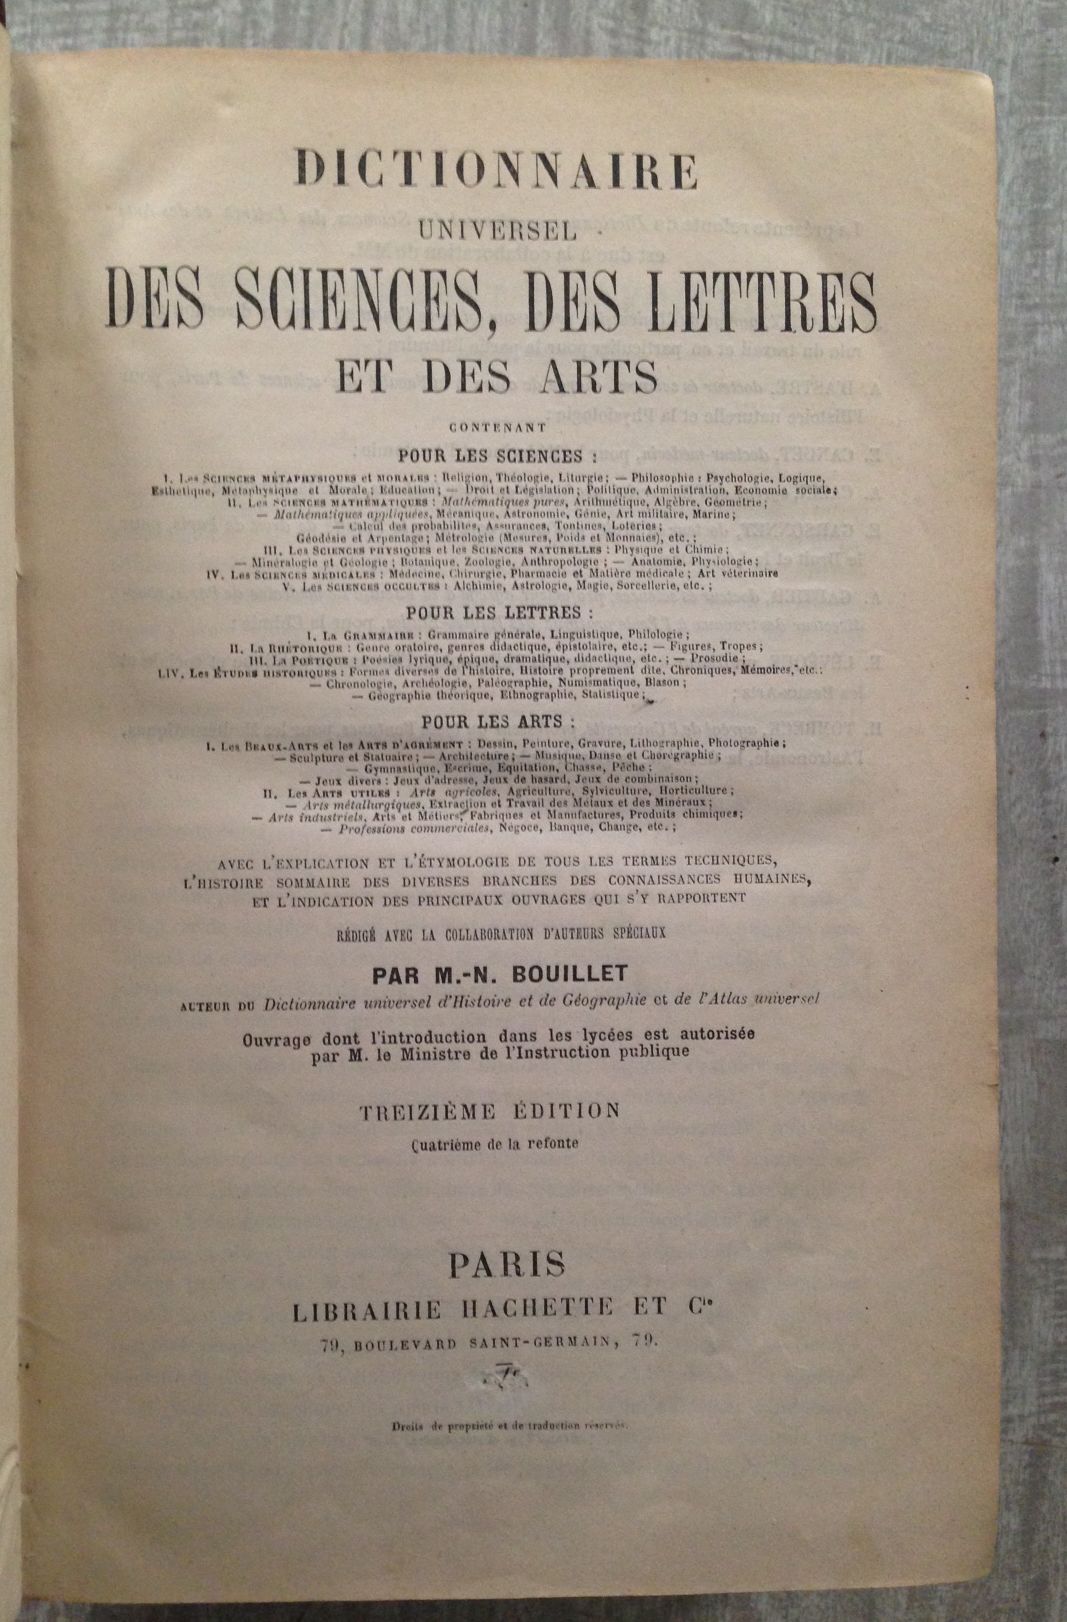 DICTIONNAIRE
UNIVERSEL
DES SCIENCES, DES LETTRES
ET DES ARTS
CONTENANT
POUR LES SCIENCES :
I. Les SCIENCES MÉTAPHYSIQUES et MORALES : Religion, Théologie, Liturgie ; — Philosophie : Psychologie, Logique,
Esthétique, Métaphysique et Morale ; Éducation ; — Droit et Législation ; Politique, Administration, Économie sociale ;
II. Les SCIENCES MATHÉMATIQUES : Mathématiques pures, Arithmétique, Algèbre, Géométrie ;
— Mathématiques appliquées, Mécanique, Astronomie, Génie, Art militaire, Marine ;
— Calcul des probabilités, Assurances, Tontines, Loteries ;
Géodésie et Arpentage ; Métrologie (Mesures, Poids et Monnaies), etc. ;
III. Les SCIENCES PHYSIQUES et les SCIENCES NATURELLES : Physique et Chimie ;
— Minéralogie et Géologie ; Botanique, Zoologie, Anthropologie ; — Anatomie, Physiologie ;
IV. Les SCIENCES MÉDICALES : Médecine, Chirurgie, Pharmacie et Matière médicale ; Art vétérinaire
V. Les SCIENCES OCCULTES : Alchimie, Astrologie, Magie, Sorcellerie, etc. ;
POUR LES LETTRES :
I. La GRAMMAIRE : Grammaire générale, Linguistique, Philologie ;
II. La RHÉTORIQUE : Genre oratoire, genres didactique, épistolaire, etc. ; — Figures, Tropes ;
III. La POÉTIQUE : Poésies lyrique, épique, dramatique, didactique, etc. ; — Prosodie ;
LIV. Les ÉTUDES HISTORIQUES : Formes diverses de l'histoire, Histoire proprement dite, Chroniques, Mémoires, etc. :
— Chronologie, Archéologie, Paléographie, Numismatique, Blason ;
— Géographie théorique, Ethnographie, Statistique ;
POUR LES ARTS :
I. Les BEAUX-ARTS et les ARTS D'AGRÉMENT : Dessin, Peinture, Gravure, Lithographie, Photographie ;
— Sculpture et Statuaire ; — Architecture ; — Musique, Danse et Chorégraphie ;
— Gymnastique, Escrime, Équitation, Chasse, Pêche ;
— Jeux divers : Jeux d'adresse, Jeux de hasard, Jeux de combinaison ;
II. Les ARTS UTILES : Arts agricoles, Agriculture, Sylviculture, Horticulture ;
— Arts métallurgiques, Extraction et Travail des Métaux et des Minéraux ;
— Arts industriels, Arts et Métiers, Fabriques et Manufactures, Produits chimiques ;
— Professions commerciales, Négoce, Banque, Change, etc. ;
AVEC L'EXPLICATION ET L'ÉTYMOLOGIE DE TOUS LES TERMES TECHNIQUES,
L'HISTOIRE SOMMAIRE DES DIVERSES BRANCHES DES CONNAISSANCES HUMAINES,
ET L'INDICATION DES PRINCIPAUX OUVRAGES QUI S'Y RAPPORTENT
RÉDIGÉ AVEC LA COLLABORATION D'AUTEURS SPÉCIAUX
PAR M.-N. BOUILLET
AUTEUR DU Dictionnaire universel d'Histoire et de Géographie et de l'Atlas universel
Ouvrage dont l'introduction dans les lycées est autorisée
par M. le Ministre de l'Instruction publique
TREIZIÈME ÉDITION
Quatrième de la refonte
PARIS
LIBRAIRIE HACHETTE ET Cie
79, BOULEVARD SAINT-GERMAIN, 79.
Droits de propriété et de traduction réservés.